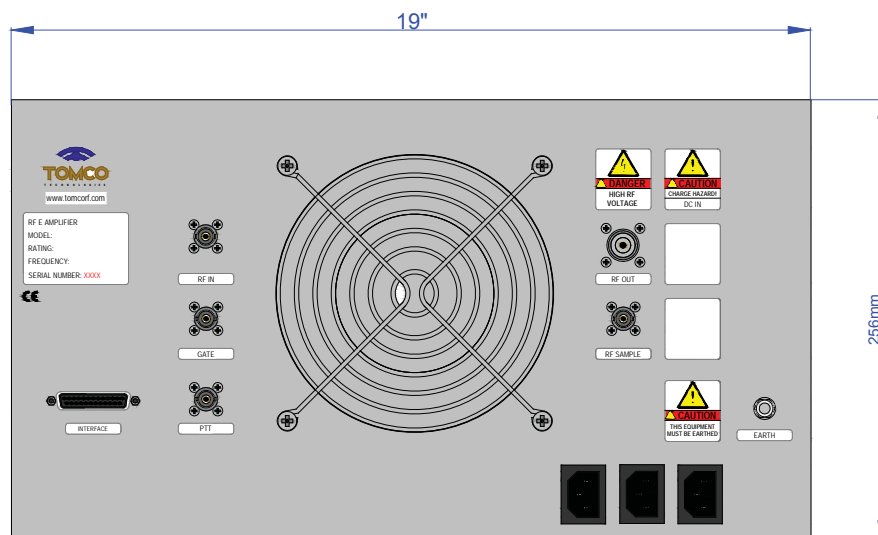 19"
TOMCO
TECHNOLOGIES
www.tomcorf.com
RF E AMPLIFIER
MODEL:
RATING:
FREQUENCY:
SERIAL NUMBER: XXXX
CE
INTERFACE
RF IN
GATE
PTT
DANGER
HIGH RF
VOLTAGE
CAUTION
CHARGE HAZARD!
DC IN
RF OUT
RF SAMPLE
CAUTION
THIS EQUIPMENT
MUST BE EARTHED
EARTH
256mm